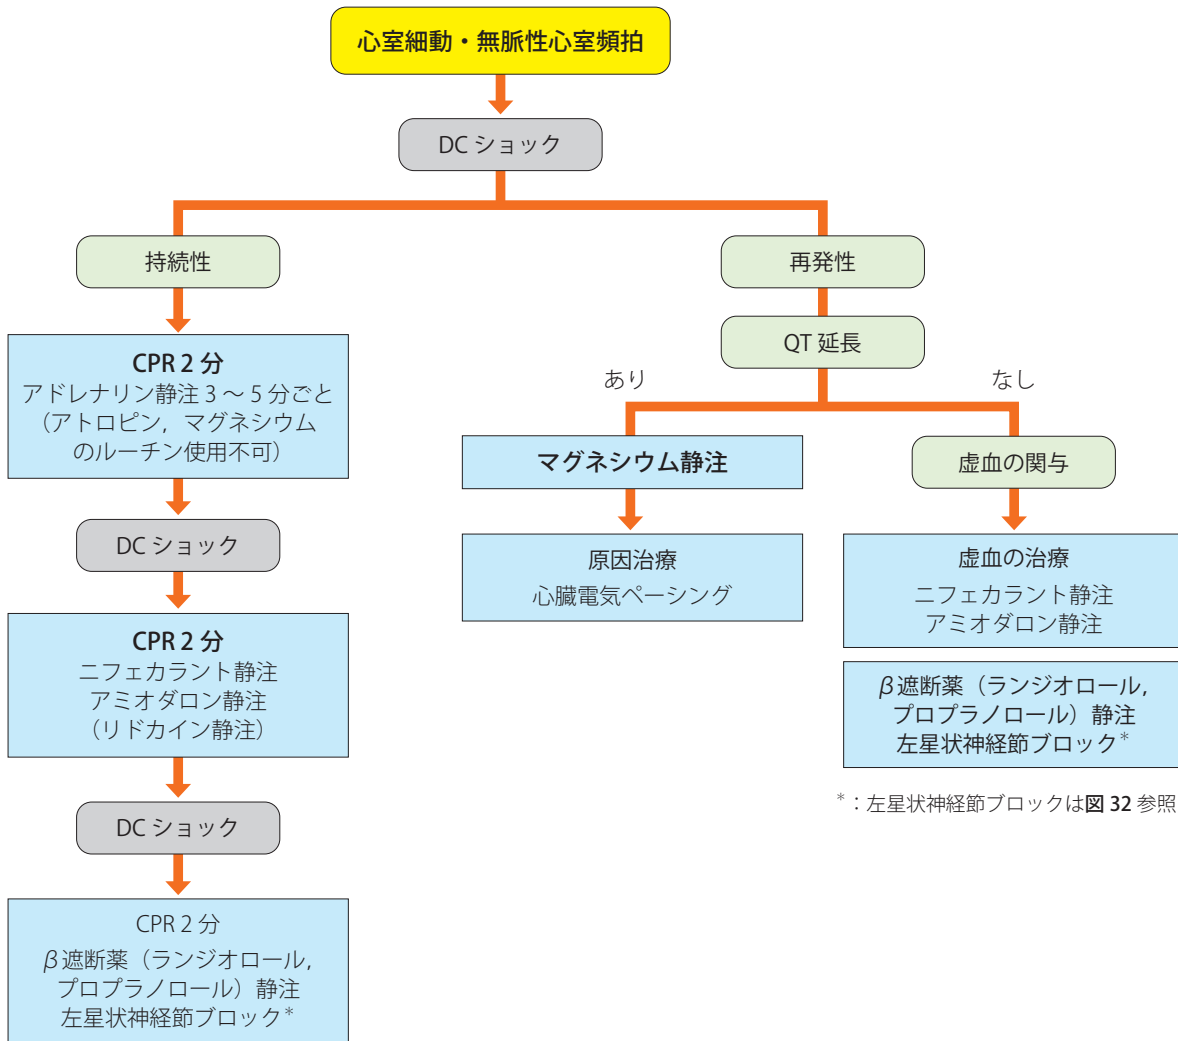 心室細動・無脈性心室頻拍
DC ショック
持続性
CPR 2 分
アドレナリン静注 3 〜 5 分ごと
（アトロピン，マグネシウム
のルーチン使用不可）
DC ショック
CPR 2 分
ニフェカラント静注
アミオダロン静注
（リドカイン静注）
DC ショック
CPR 2 分
β遮断薬（ランジオロール，
プロプラノロール）静注
左星状神経節ブロック*
再発性
QT 延長
あり
なし
マグネシウム静注
原因治療
心臓電気ペーシング
虚血の関与
虚血の治療
ニフェカラント静注
アミオダロン静注
β遮断薬（ランジオロール，
プロプラノロール）静注
左星状神経節ブロック*
*：左星状神経節ブロックは図 32 参照